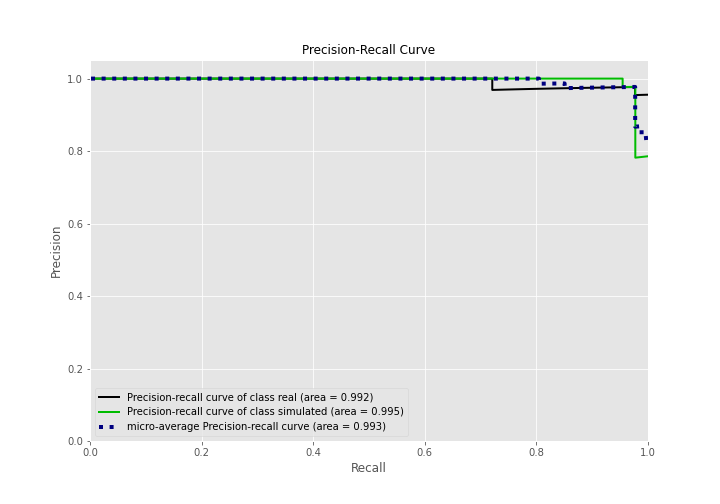 Precision-Recall Curve
1.0
0.8
0.6
0.4
0.2
0.0
Precision
Precision-recall curve of class real (area = 0.992)
Precision-recall curve of class simulated (area = 0.995)
micro-average Precision-recall curve (area = 0.993)
0.0 0.2 0.4 0.6 0.8 1.0
Recall